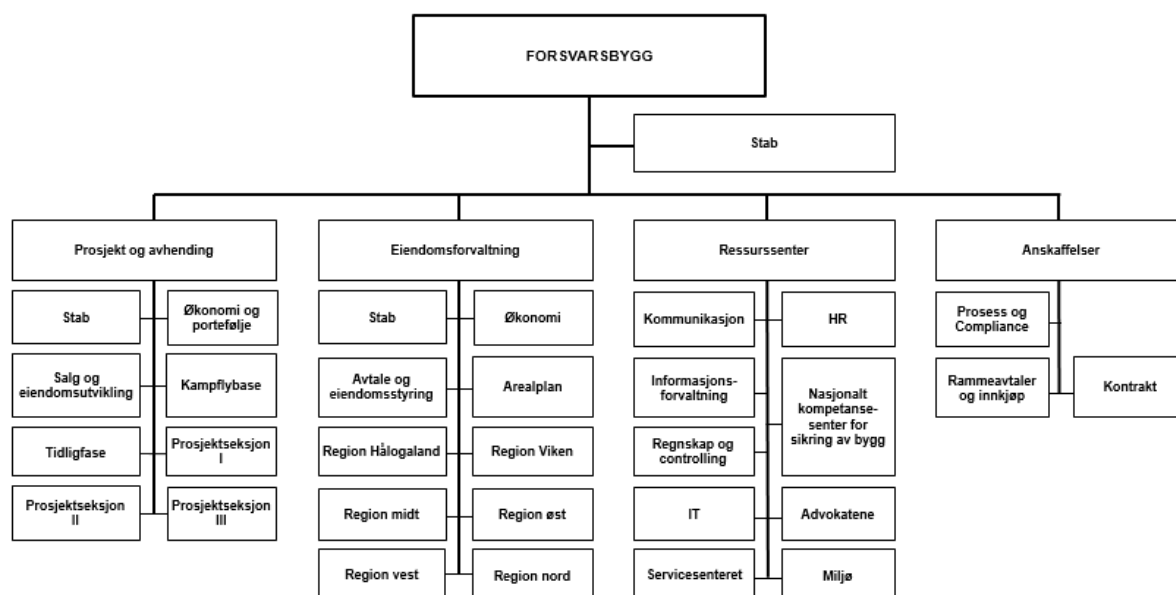 FORSVARSBYGG
Stab
Prosjekt og avhending
Eiendomsforvaltning
Ressurssenter
Anskaffelser
Stab
Økonomi og
portefølje
Salg og
eiendomsutvikling
Kampflybase
Tidligfase
Prosjektseksjon
I
Prosjektseksjon
II
Prosjektseksjon
III
Stab
Økonomi
Avtale og
eiendomsstyring
Arealplan
Region Hålogaland
Region Viken
Region midt
Region øst
Region vest
Region nord
Kommunikasjon
HR
Informasjons-
forvaltning
Nasjonalt
kompetanse-
senter for
sikring av bygg
Regnskap og
controlling
IT
Advokatene
Servicesenteret
Miljø
Prosess og
Compliance
Rammeavtaler
og innkjøp
Kontrakt